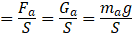 = F_a/S = G_a/S = m_a g/S